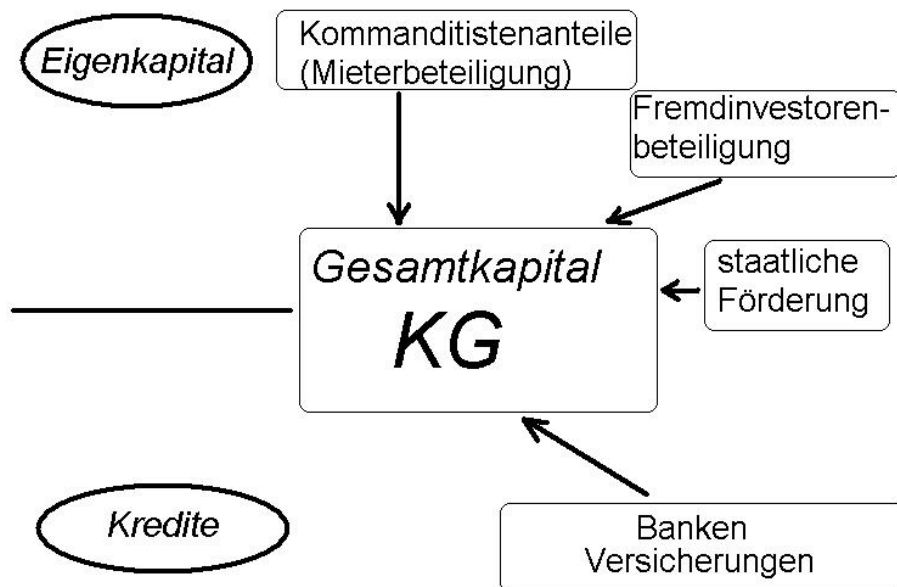 Eigenkapital
Kommanditistenanteile
(Mieterbeteiligung)
Fremdinvestoren-
beteiligung
Gesamtkapital
KG
staatliche
Förderung
Kredite
Banken
Versicherungen